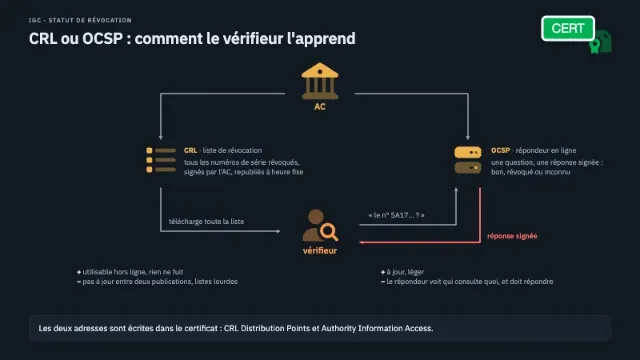 IGC · STATUT DE RÉVOCATION
CRL ou OCSP : comment le vérifieur l'apprend
CERT
AC
CRL · liste de révocation
tous les numéros de série révoqués,
signés par l'AC, republiés à heure fixe
OCSP · répondeur en ligne
une question, une réponse signée :
bon, révoqué ou inconnu
télécharge toute la liste
« le n° 5A17… ? »
réponse signée
vérifieur
+ utilisable hors ligne, rien ne fuit
− pas à jour entre deux publications, listes lourdes
+ à jour, léger
− le répondeur voit qui consulte quoi, et doit répondre
Les deux adresses sont écrites dans le certificat : CRL Distribution Points et Authority Information Access.